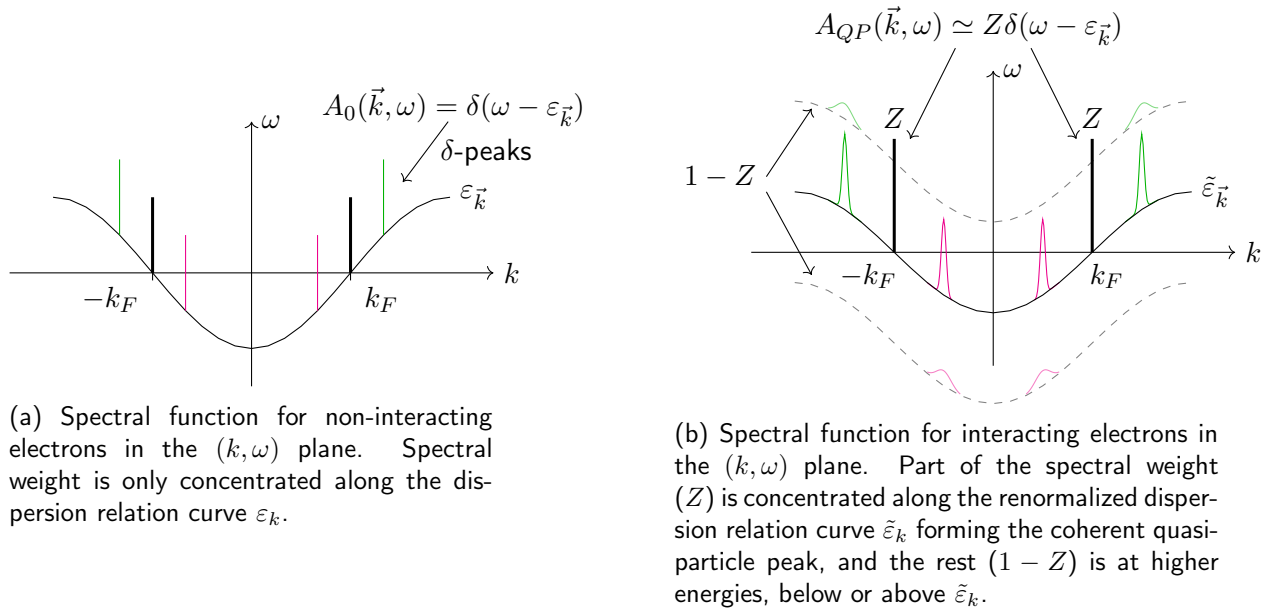 $A_0(\vec{k}, \omega) = \delta(\omega - \varepsilon_{\vec{k}})$
$\omega$
δ-peaks
$\varepsilon_{\vec{k}}$
$-k_F$
$k_F$
$k$
(a) Spectral function for non-interacting
electrons in the $(k, \omega)$ plane. Spectral
weight is only concentrated along the dis-
persion relation curve $\varepsilon_k$.
$A_{QP}(\vec{k}, \omega) \simeq Z\delta(\omega - \varepsilon_{\vec{k}})$
$\omega$
$Z$
$Z$
$1 - Z$
$\tilde{\varepsilon}_{\vec{k}}$
$-k_F$
$k_F$
$k$
(b) Spectral function for interacting electrons in
the $(k, \omega)$ plane. Part of the spectral weight
($Z$) is concentrated along the renormalized disper-
sion relation curve $\tilde{\varepsilon}_k$ forming the coherent quasi-
particle peak, and the rest $(1 - Z)$ is at higher
energies, below or above $\tilde{\varepsilon}_k$.